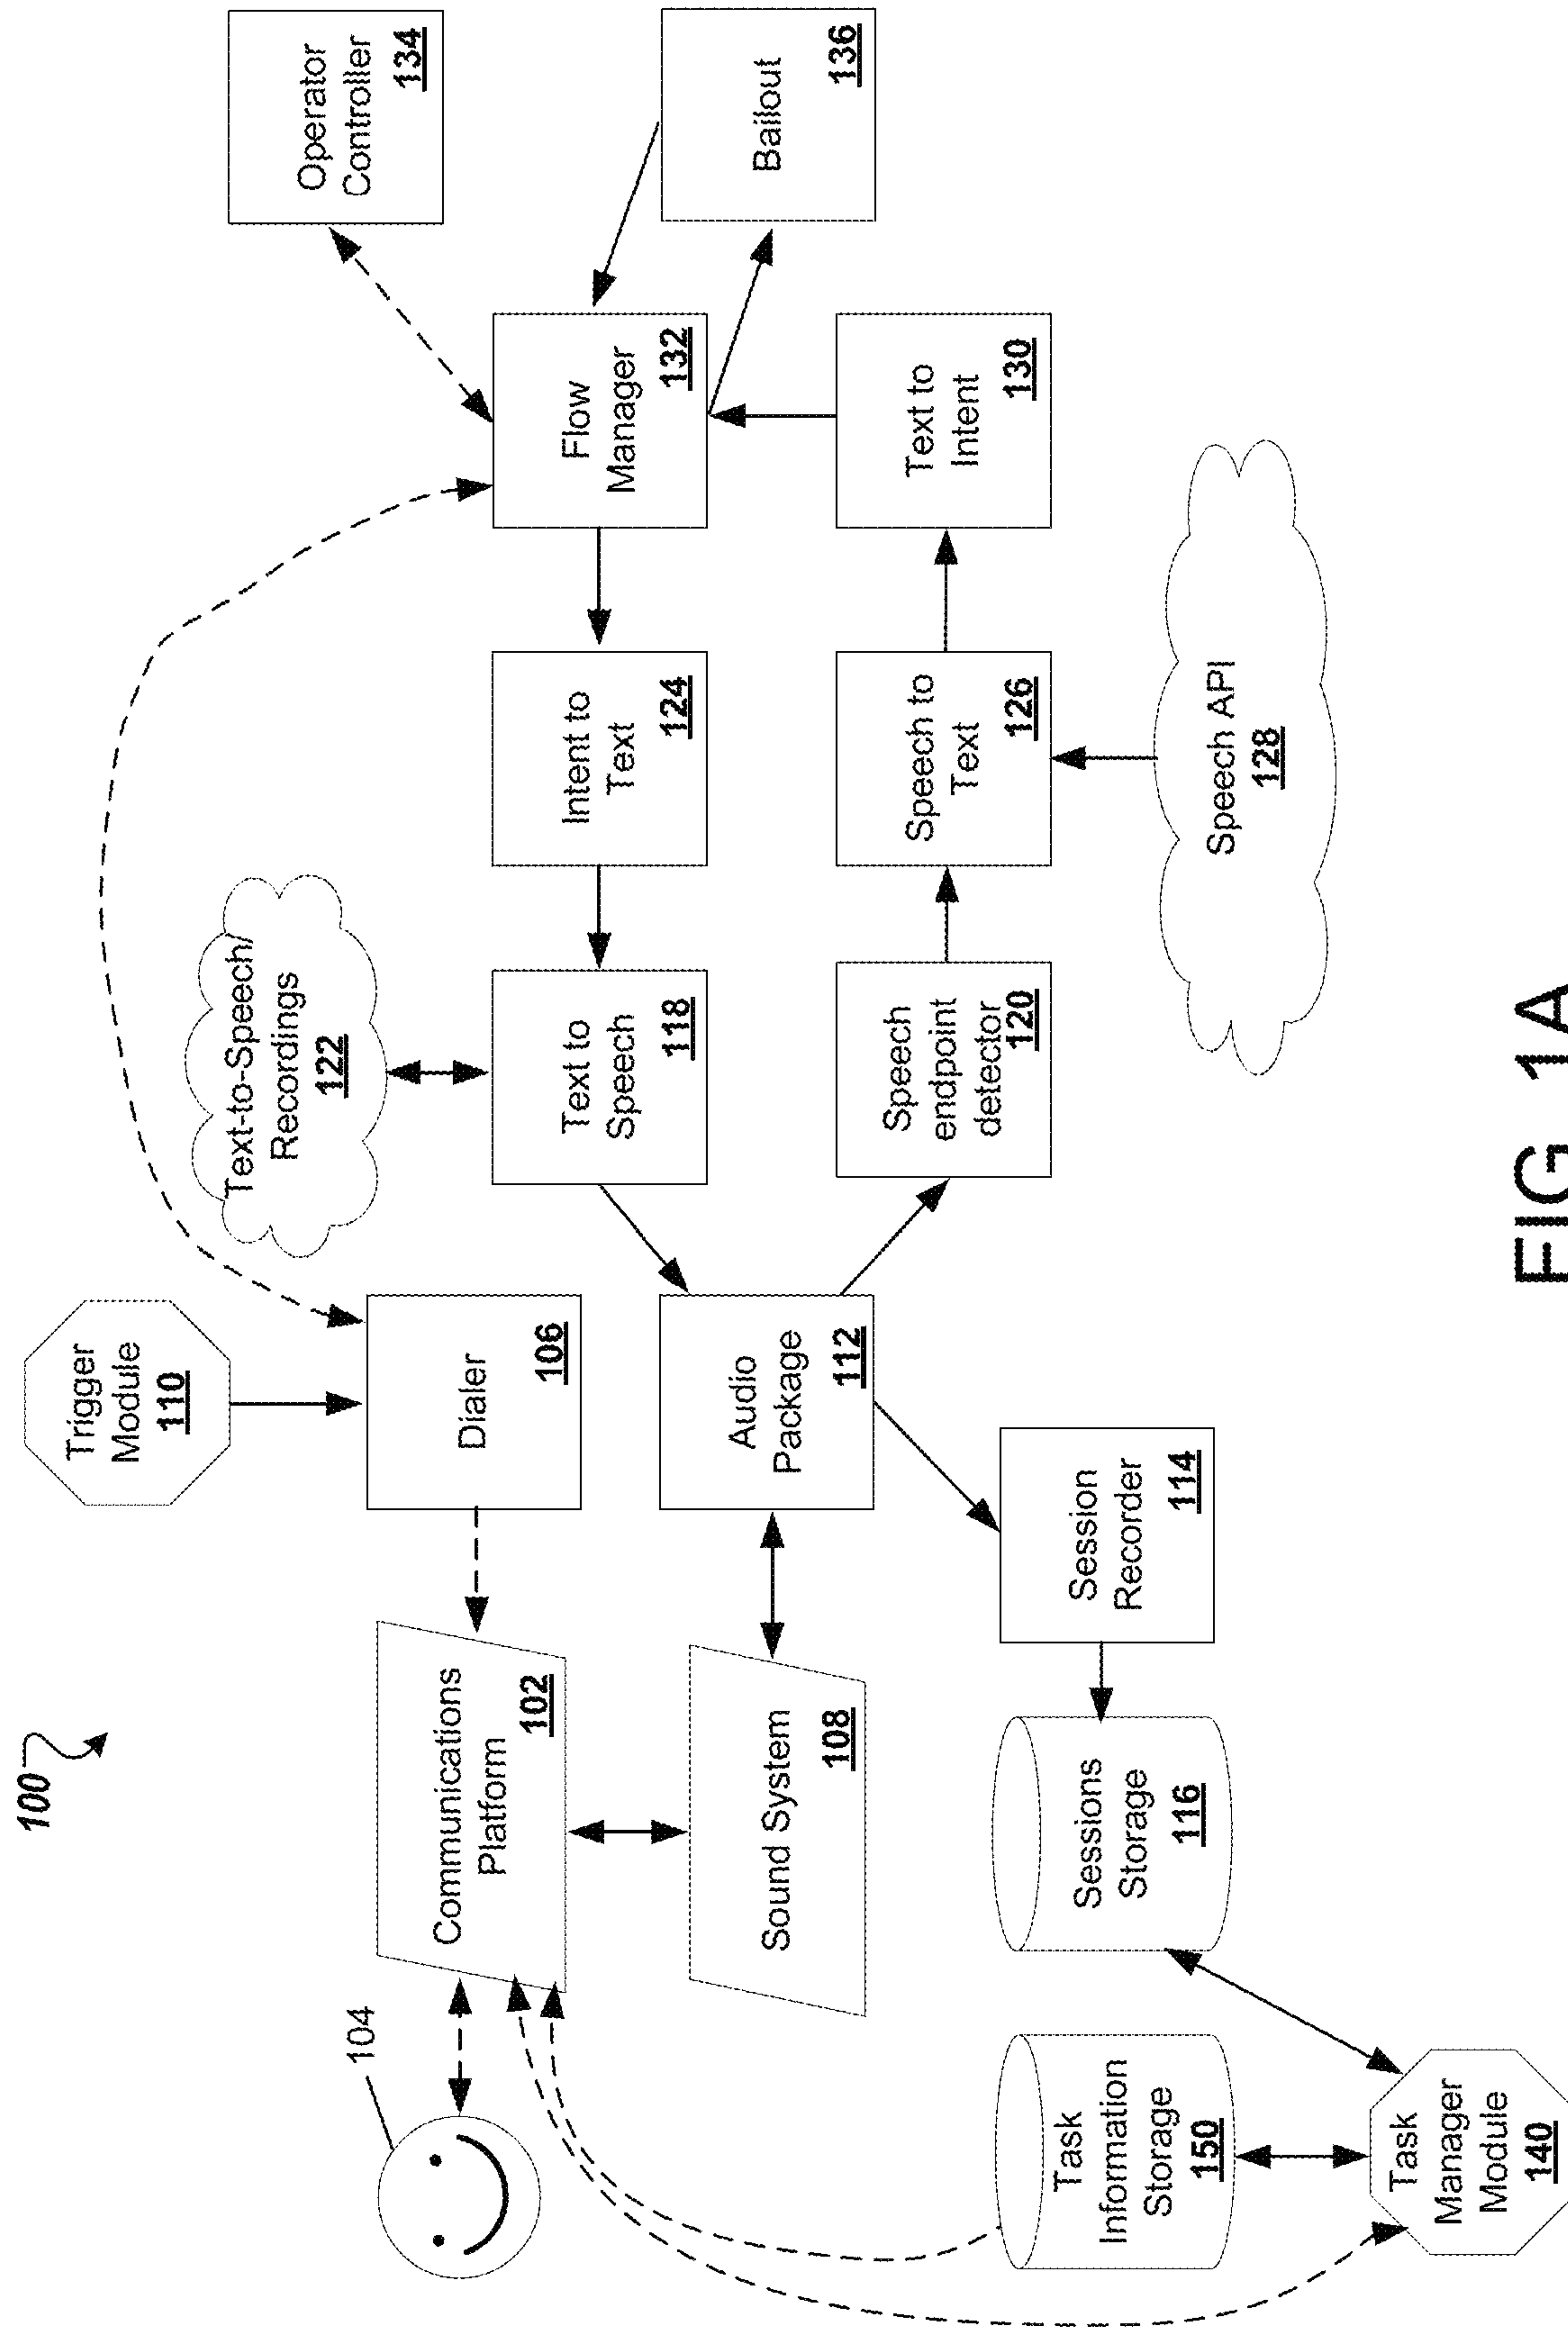 100
Trigger
Module
110
Text-to-Speech/
Recordings
122
Operator
Controller
134
104
Communications
Platform
102
Dialer
106
Text to
Speech
118
Intent to
Text
124
Flow
Manager
132
Bailout
136
Sound System
108
Audio
Package
112
Speech
endpoint
detector
120
Speech to
Text
126
Text to
Intent
130
Task
Information
Storage
150
Sessions
Storage
116
Session
Recorder
114
Speech API
128
Task
Manager
Module
140
FIG. 1A